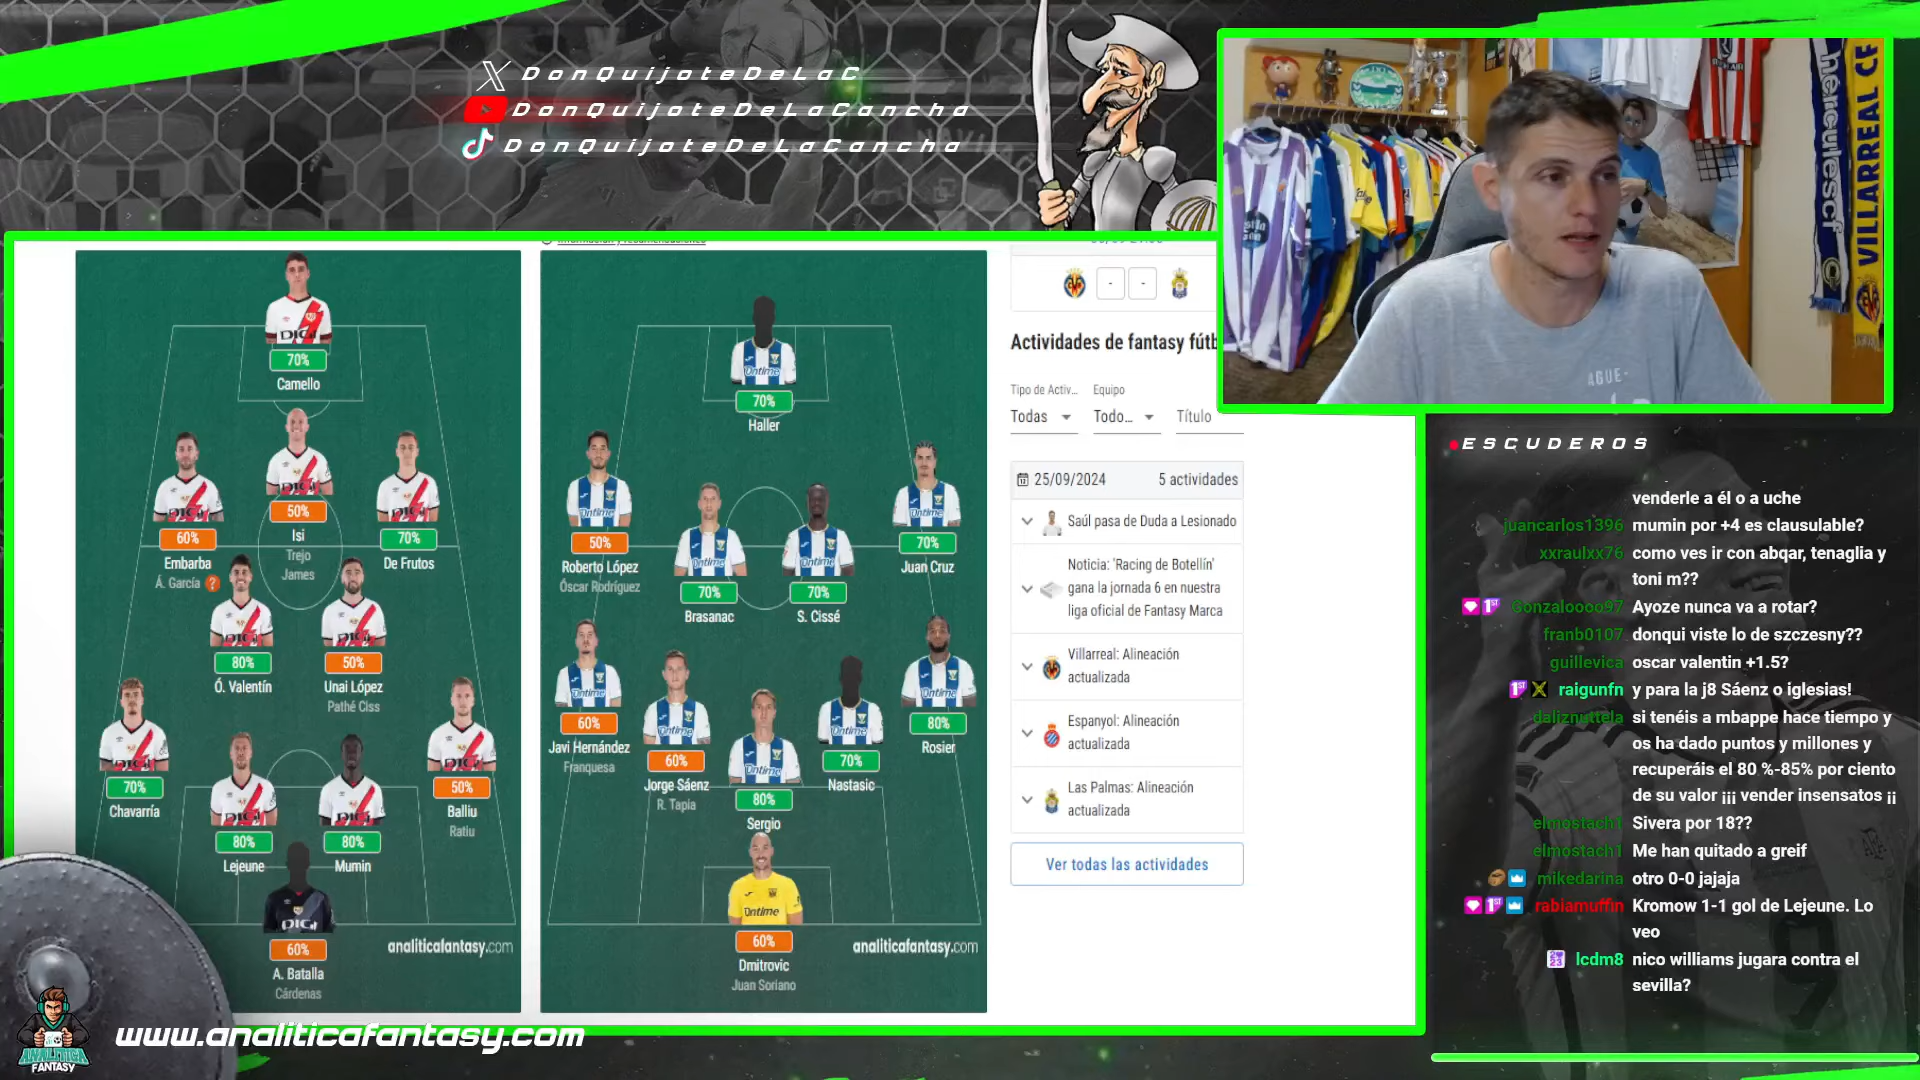 DonQuijoteDeLaC
DonQuijoteDeLaCancha
DonQuijoteDeLaCancha
70%
Camello
60%
Embarba
Á. García ?
50%
Isi
Trejo
James
70%
De Frutos
80%
Ó. Valentín
50%
Unai López
Pathé Ciss
70%
Chavarría
80%
Lejeune
80%
Mumin
50%
Balliu
Ratiu
60%
A. Batalla
Cárdenas
analiticafantasy.com
70%
Haller
50%
Roberto López
Óscar Rodríguez
70%
Brasanac
70%
S. Cissé
70%
Juan Cruz
60%
Javi Hernández
Franquesa
60%
Jorge Sáenz
R. Tapia
80%
Sergio
70%
Nastasic
80%
Rosier
60%
Dmitrovic
Juan Soriano
analiticafantasy.com
- -
Actividades de fantasy fútb
Tipo de Activ...
Todas
Equipo
Todo...
Título
25/09/2024 5 actividades
Saúl pasa de Duda a Lesionado
Noticia: 'Racing de Botellín'
gana la jornada 6 en nuestra
liga oficial de Fantasy Marca
Villarreal: Alineación
actualizada
Espanyol: Alineación
actualizada
Las Palmas: Alineación
actualizada
Ver todas las actividades
héruculescf
VILLARREAL CF
AGUE
ESCUDEROS
venderle a él o a uche
juancarlos1396 mumin por +4 es clausulable?
xxraulxx76 como ves ir con abqar, tenaglia y
toni m??
Gonzaloooo97 Ayoze nunca va a rotar?
franb0107 donqui viste lo de szczesny??
guillevica oscar valentin +1.5?
raigunfn y para la j8 Sáenz o iglesias!
daliznuttela si tenéis a mbappe hace tiempo y
os ha dado puntos y millones y
recuperáis el 80 %-85% por ciento
de su valor ¡¡¡ vender insensatos ¡¡
elmostach1 Sivera por 18??
elmostach1 Me han quitado a greif
mikedarina otro 0-0 jajaja
rabiamuffin Kromow 1-1 gol de Lejeune. Lo
veo
lcdm8 nico williams jugara contra el
sevilla?
ANALITICA
FANTASY
www.analiticafantasy.com